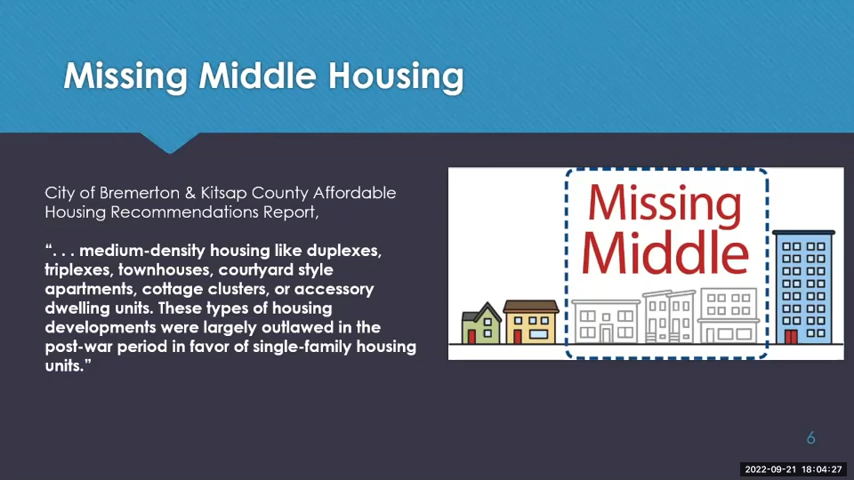 Missing Middle Housing
City of Bremerton & Kitsap County Affordable
Housing Recommendations Report,
“. . . medium-density housing like duplexes,
triplexes, townhouses, courtyard style
apartments, cottage clusters, or accessory
dwelling units. These types of housing
developments were largely outlawed in the
post-war period in favor of single-family housing
units.”
Missing
Middle
6
2022-09-21 18:04:27